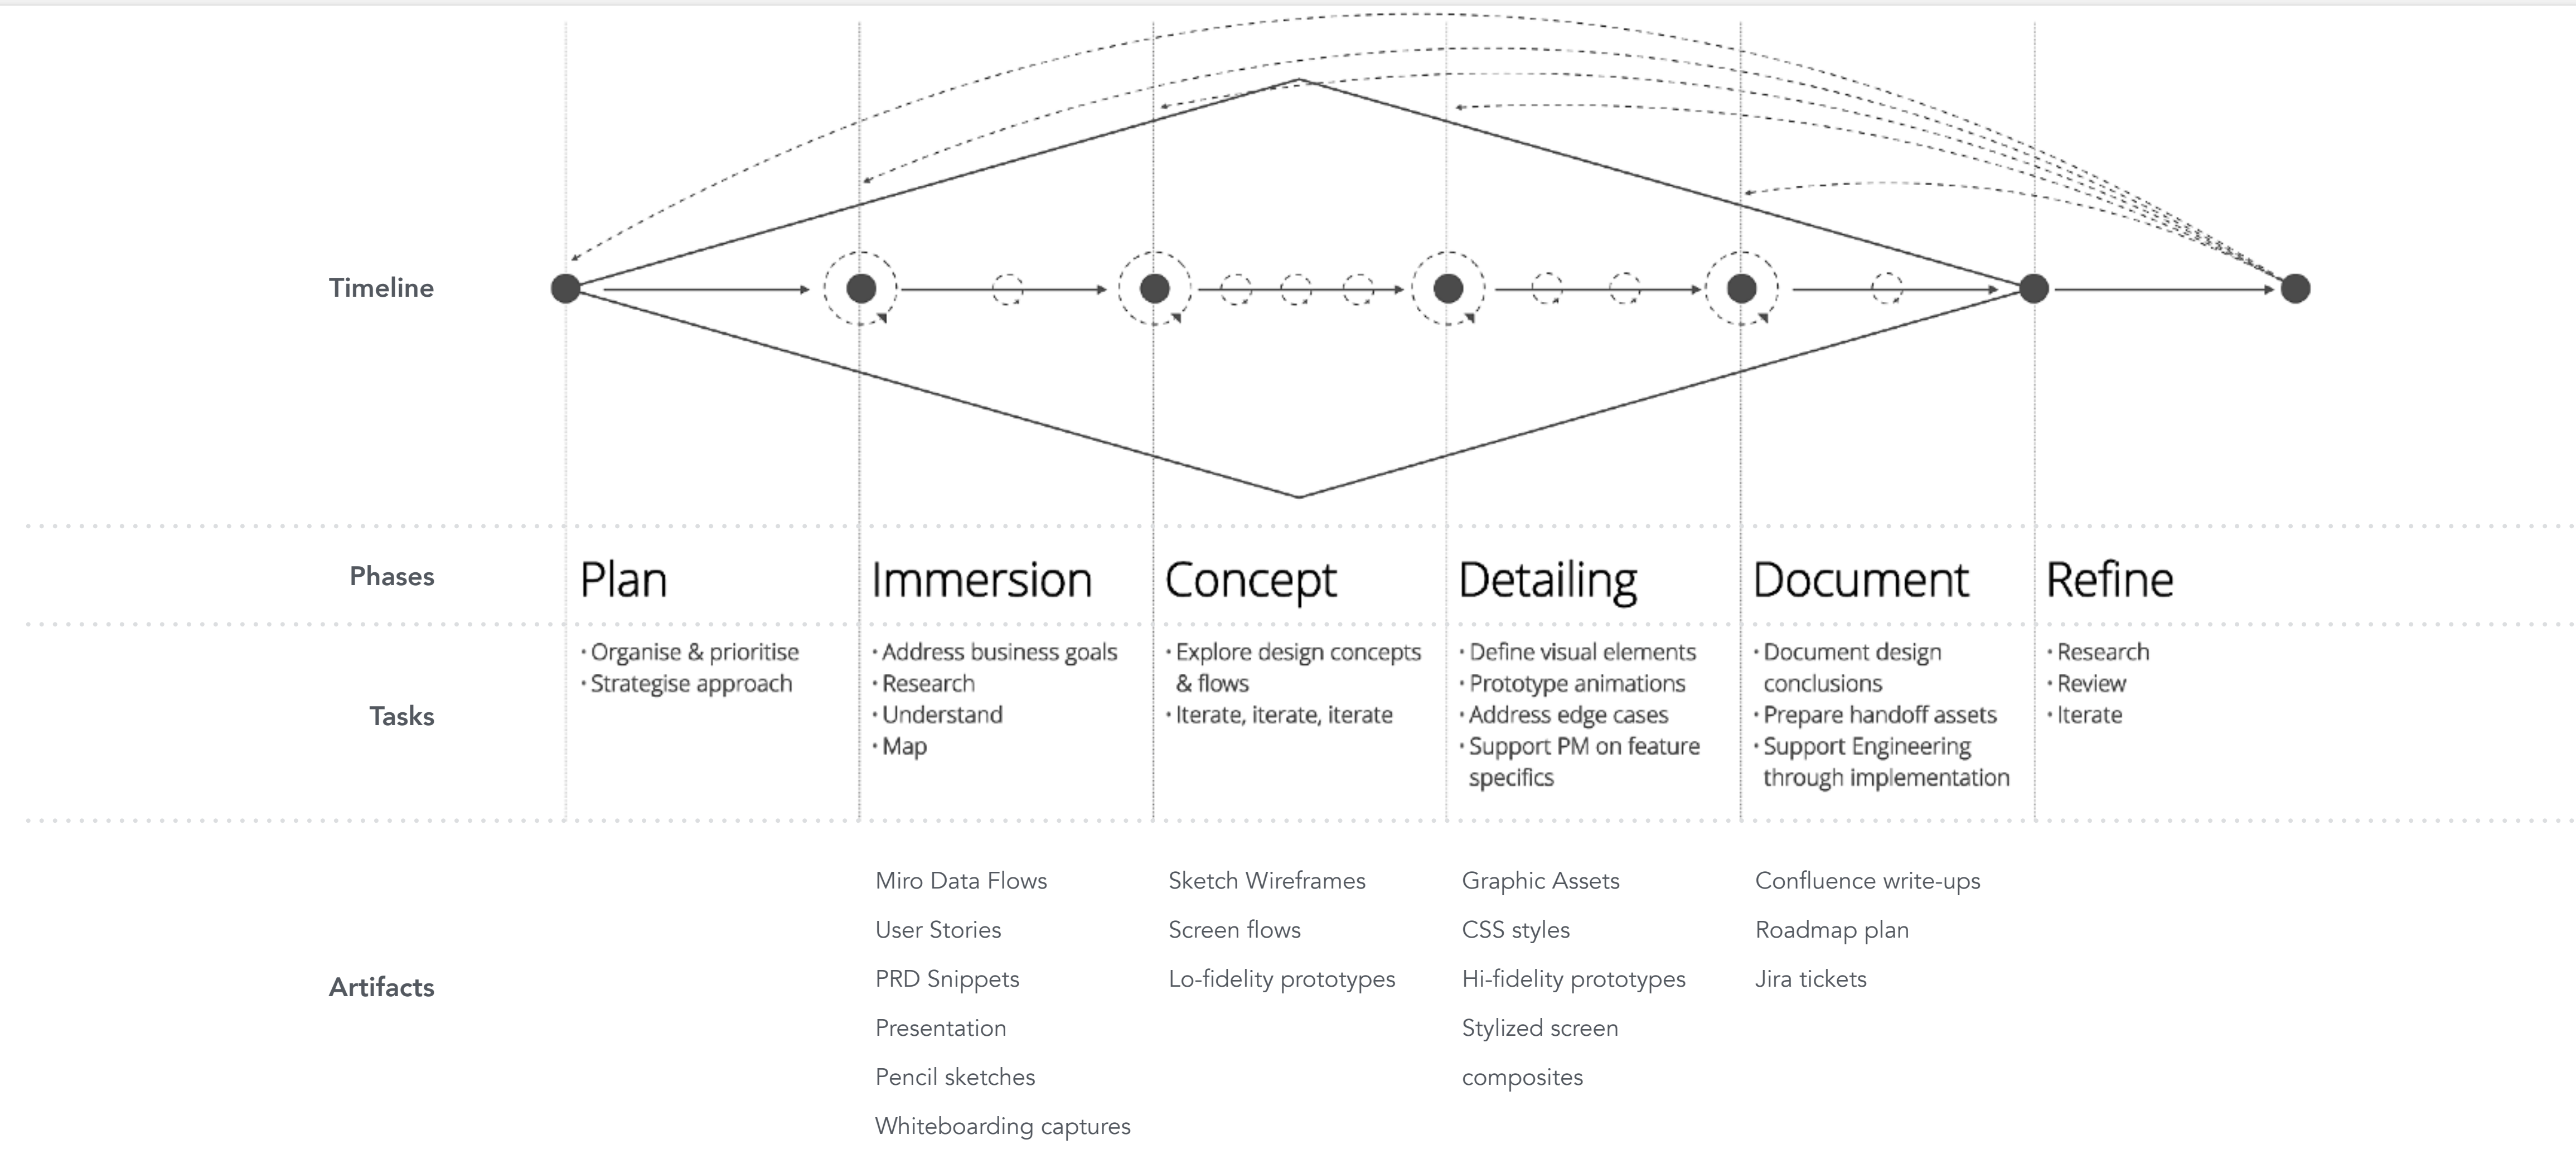 Timeline
Phases
Plan
Immersion
Concept
Detailing
Document
Refine
Tasks
· Organise & prioritise
· Strategise approach
· Address business goals
· Research
· Understand
· Map
· Explore design concepts
& flows
· Iterate, iterate, iterate
· Define visual elements
· Prototype animations
· Address edge cases
· Support PM on feature
specifics
· Document design
conclusions
· Prepare handoff assets
· Support Engineering
through implementation
· Research
· Review
· Iterate
Artifacts
Miro Data Flows
User Stories
PRD Snippets
Presentation
Pencil sketches
Whiteboarding captures
Sketch Wireframes
Screen flows
Lo-fidelity prototypes
Graphic Assets
CSS styles
Hi-fidelity prototypes
Stylized screen
composites
Confluence write-ups
Roadmap plan
Jira tickets